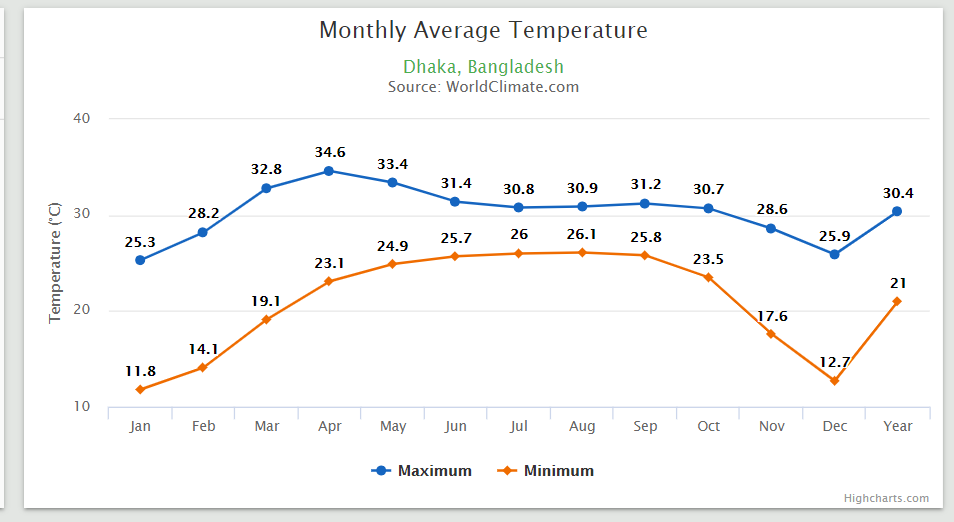 Monthly Average Temperature
Dhaka, Bangladesh
Source: WorldClimate.com
Temperature (°C)
40
30
20
10
25.3 28.2 32.8 34.6 33.4 31.4 30.8 30.9 31.2 30.7 28.6 25.9 30.4
11.8 14.1 19.1 23.1 24.9 25.7 26 26.1 25.8 23.5 17.6 12.7 21
Jan Feb Mar Apr May Jun Jul Aug Sep Oct Nov Dec Year
Maximum Minimum
Highcharts.com